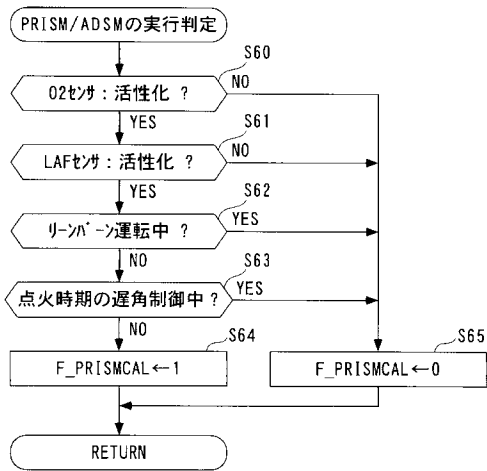 PRISM/ADSMの実行判定
S60
O2ｾﾝｻ:活性化 ?
NO
YES
S61
LAFｾﾝｻ:活性化 ?
NO
YES
S62
ﾘｰﾝﾊﾞｰﾝ運転中 ?
YES
NO
S63
点火時期の遅角制御中 ?
YES
NO
S64
F_PRISMCAL←1
S65
F_PRISMCAL←0
RETURN